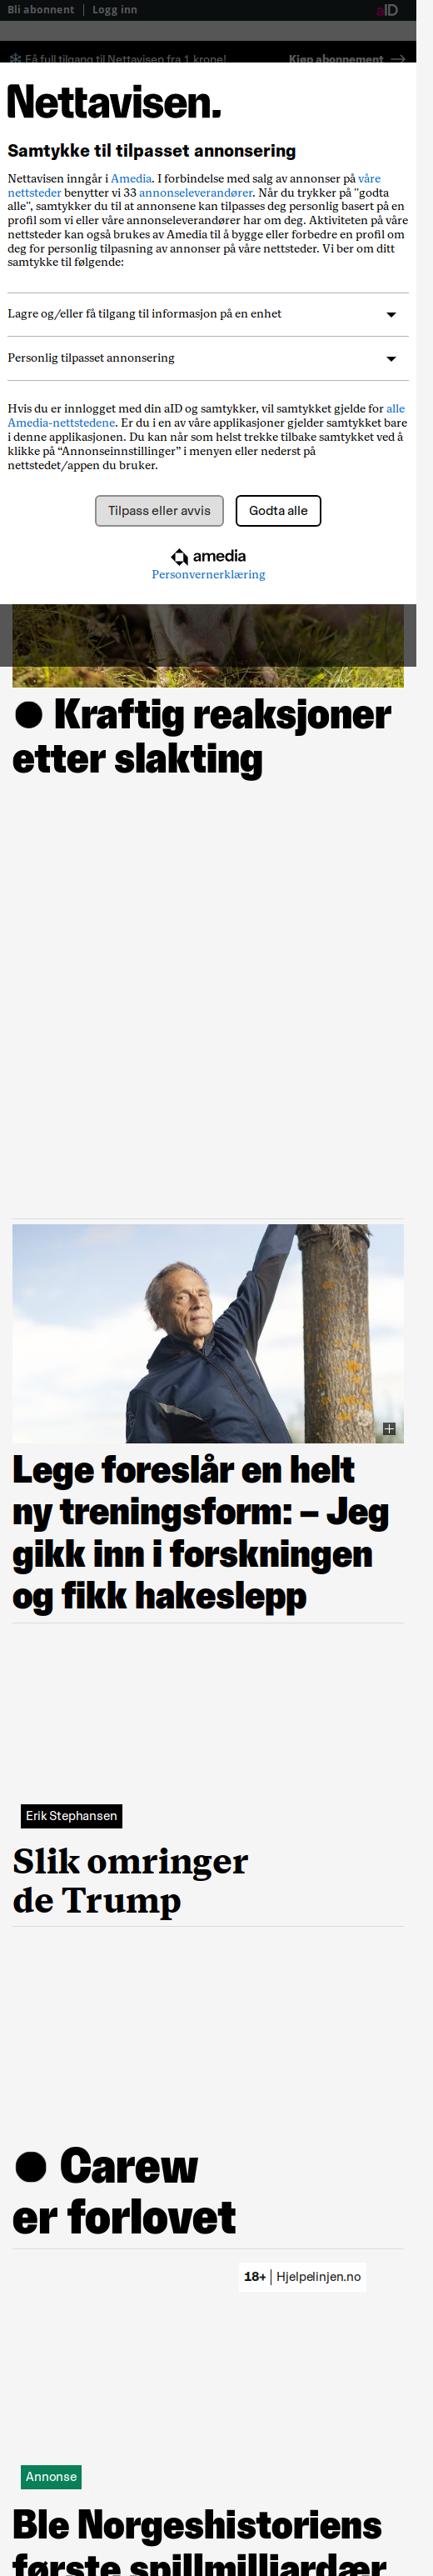 Bli abonnent | Logg inn
aID
Få full tilgang til Nettavisen fra 1 krone!
Kjøp abonnement
Nettavisen.
Samtykke til tilpasset annonsering
Nettavisen inngår i Amedia. I forbindelse med salg av annonser på våre
nettsteder benytter vi 33 annonseleverandører. Når du trykker på "godta
alle", samtykker du til at annonsene kan tilpasses deg personlig basert på en
profil som vi eller våre annonseleverandører har om deg. Aktiviteten på våre
nettsteder kan også brukes av Amedia til å bygge eller forbedre en profil om
deg for personlig tilpasning av annonser på våre nettsteder. Vi ber om ditt
samtykke til følgende:
Lagre og/eller få tilgang til informasjon på en enhet
Personlig tilpasset annonsering
Hvis du er innlogget med din aID og samtykker, vil samtykket gjelde for alle
Amedia-nettstedene. Er du i en av våre applikasjoner gjelder samtykket bare
i denne applikasjonen. Du kan når som helst trekke tilbake samtykket ved å
klikke på “Annonseinnstillinger” i menyen eller nederst på
nettstedet/appen du bruker.
Tilpass eller avvis
Godta alle
amedia
Personvernerklæring
Kraftig reaksjoner
etter slakting
Lege foreslår en helt
ny treningsform: – Jeg
gikk inn i forskningen
og fikk hakeslepp
Erik Stephansen
Slik omringer
de Trump
Carew
er forlovet
18+ | Hjelpelinjen.no
Annonse
Ble Norgeshistoriens
første spillmilliardær